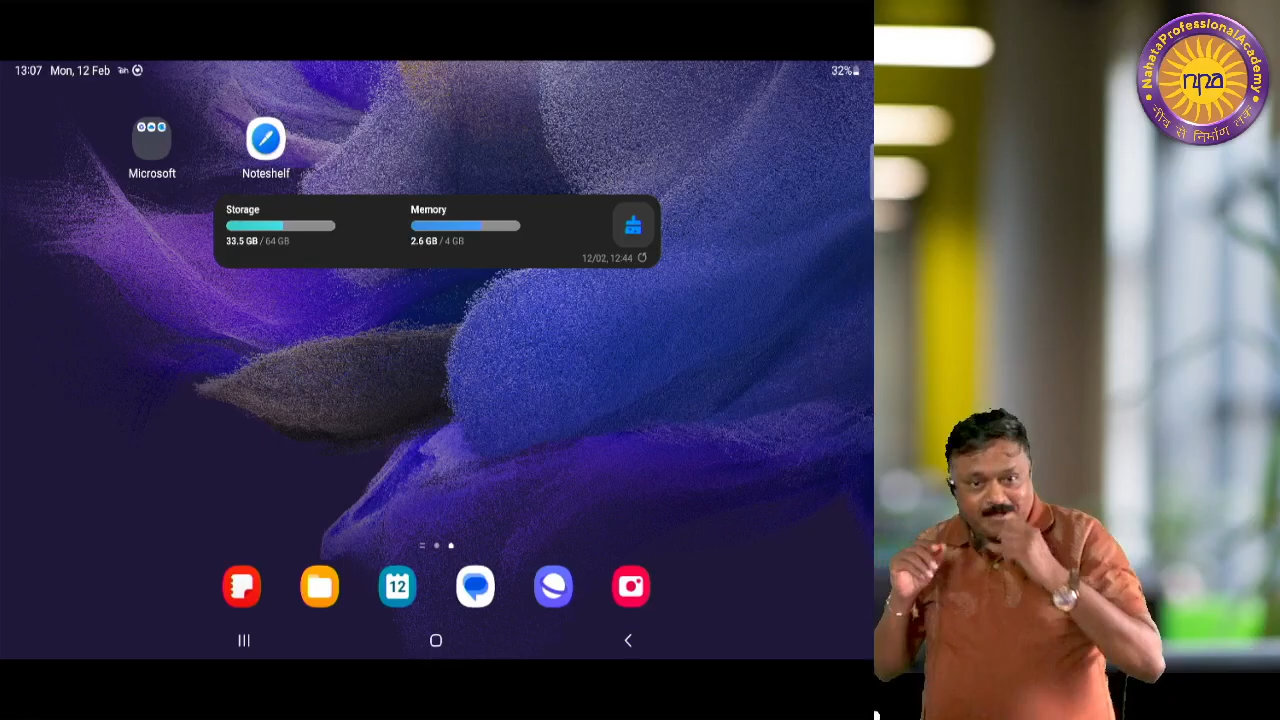 13:07 Mon, 12 Feb
32%
Microsoft
Noteshelf
Storage
33.5 GB / 64 GB
Memory
2.6 GB / 4 GB
12/02, 12:44
12
NahataProfessionalAcademy
npa
नींव से निर्माण तक